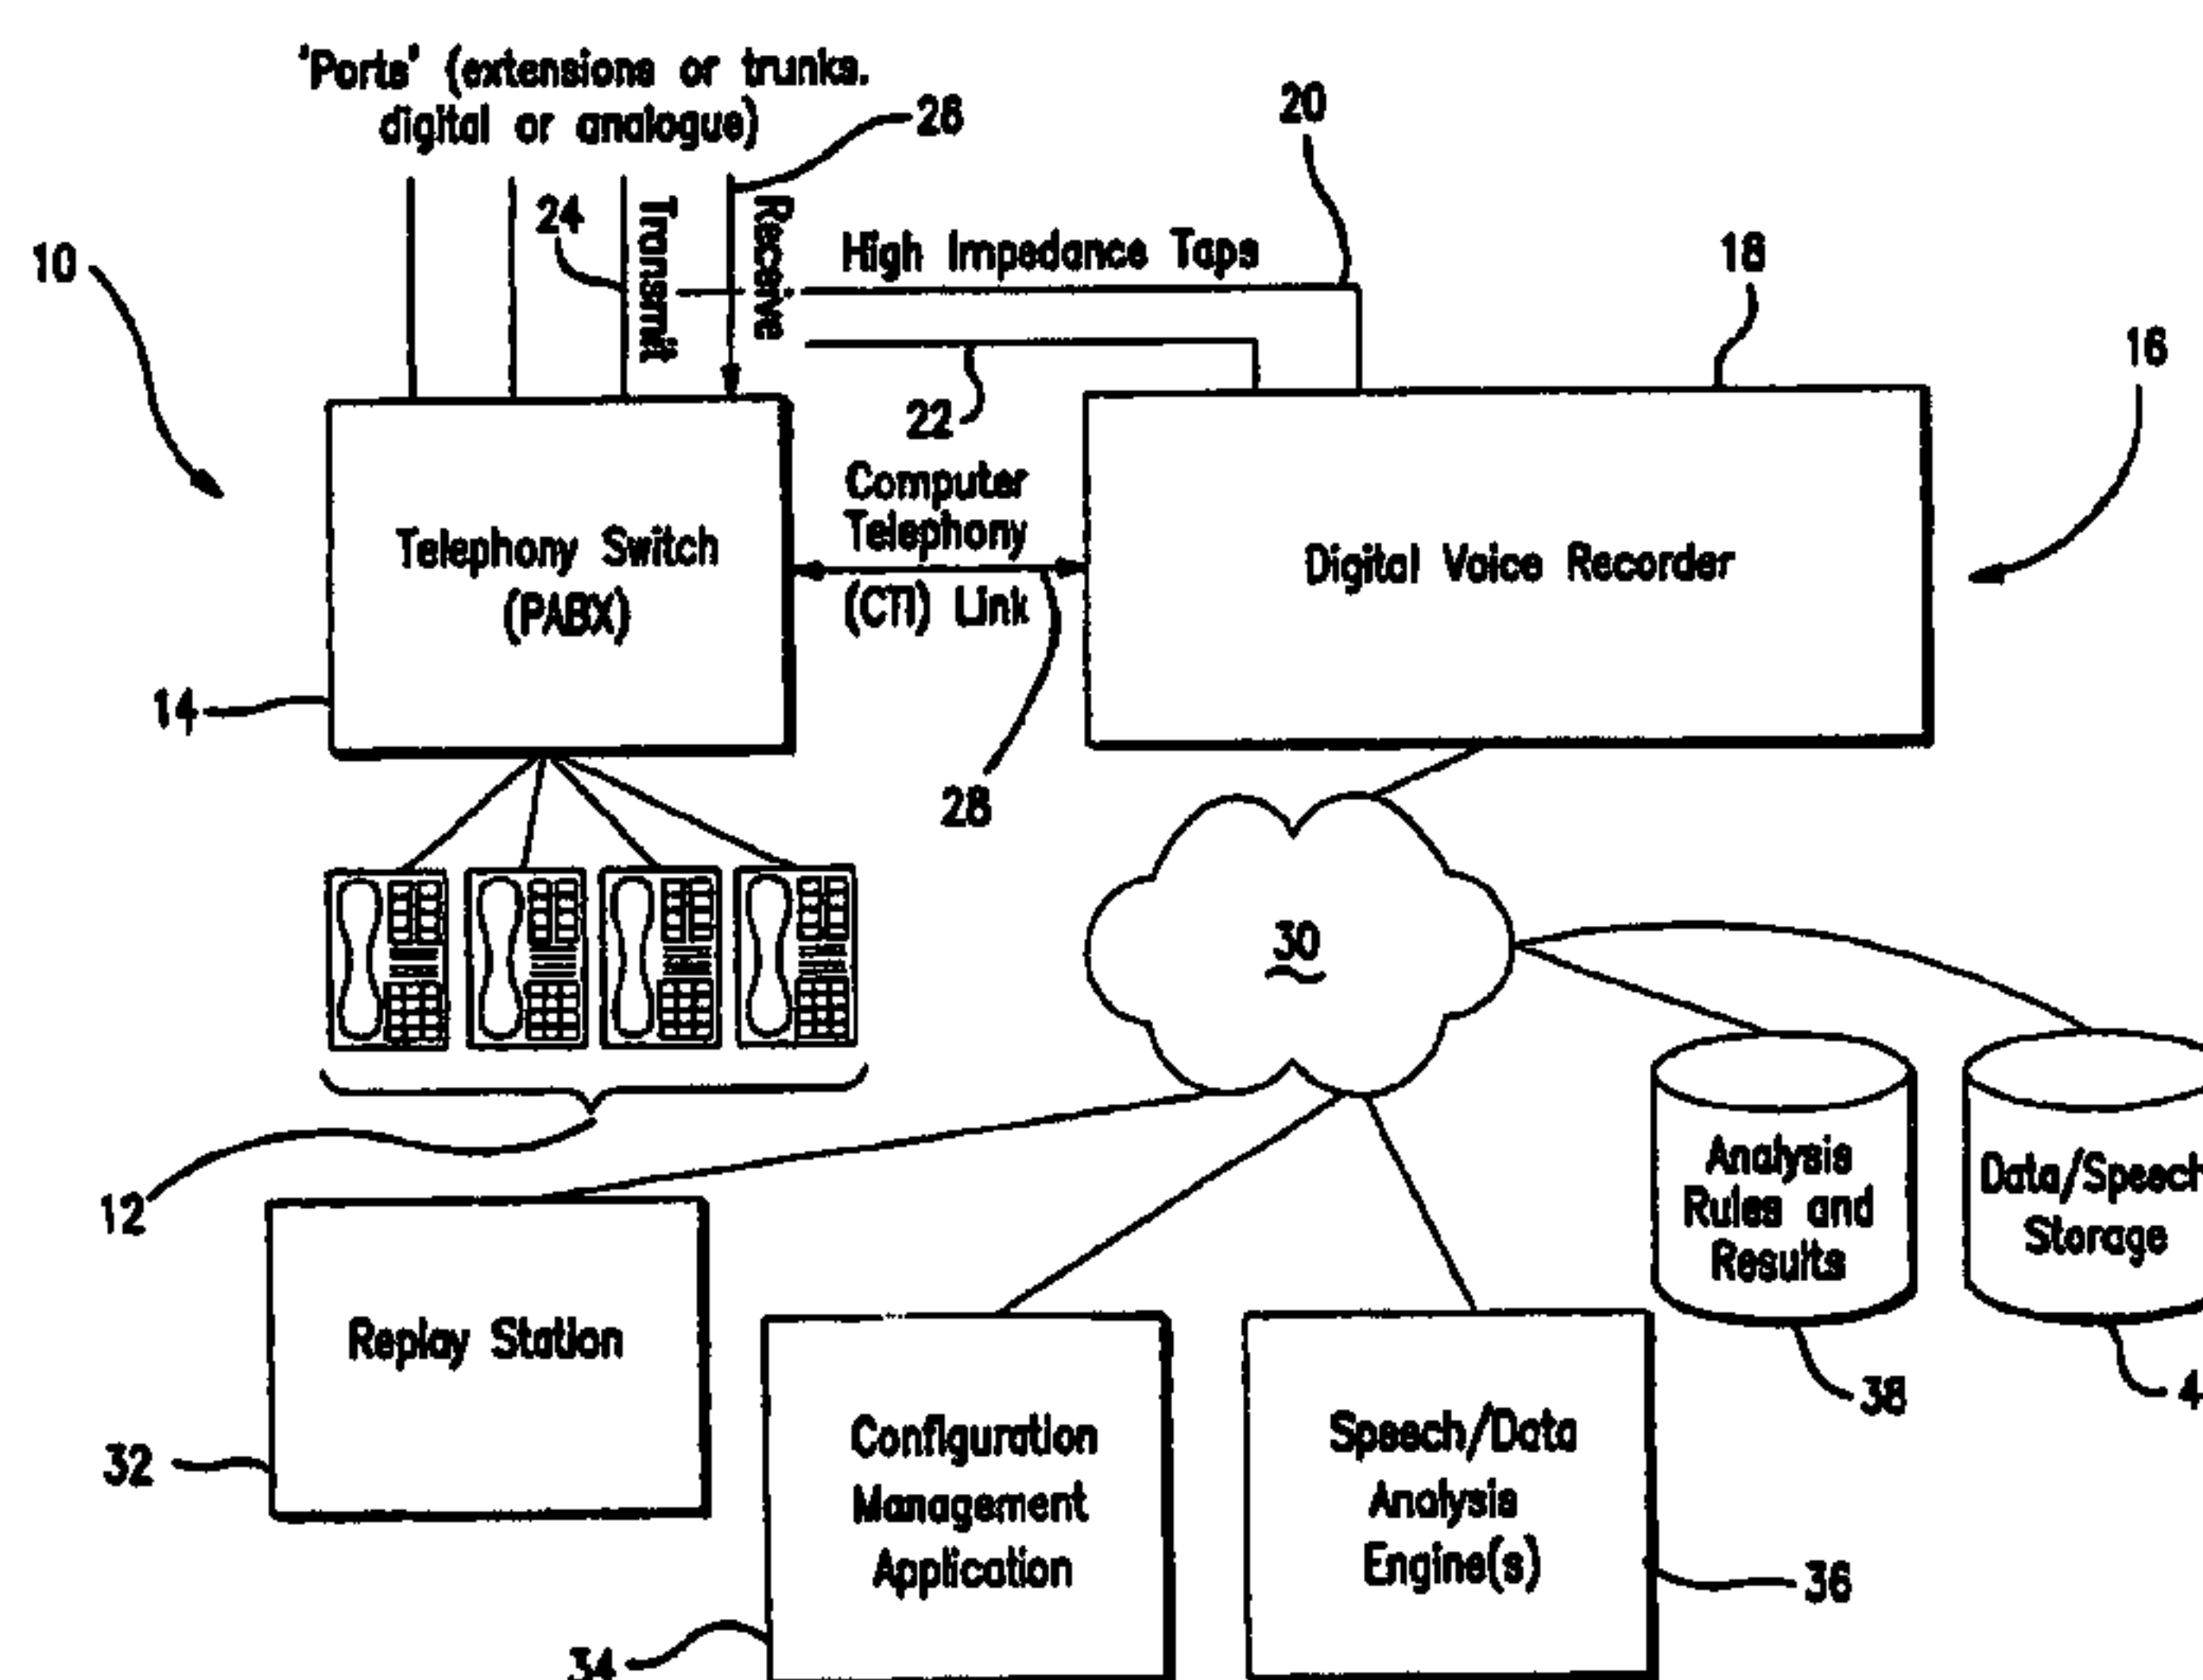 'Ports' (extensions or trunks.
digital or analogue)
26
20
24
Transmit
Receive
High Impedance Taps
10
18
16
22
Computer
Telephony
(CTI) Link
Telephony Switch
(PABX)
Digital Voice Recorder
14
28
30
12
Analysis
Rules and
Results
Data/Speech
Storage
Replay Station
38
4
32
Configuration
Management
Application
Speech/Data
Analysis
Engine(s)
36
34